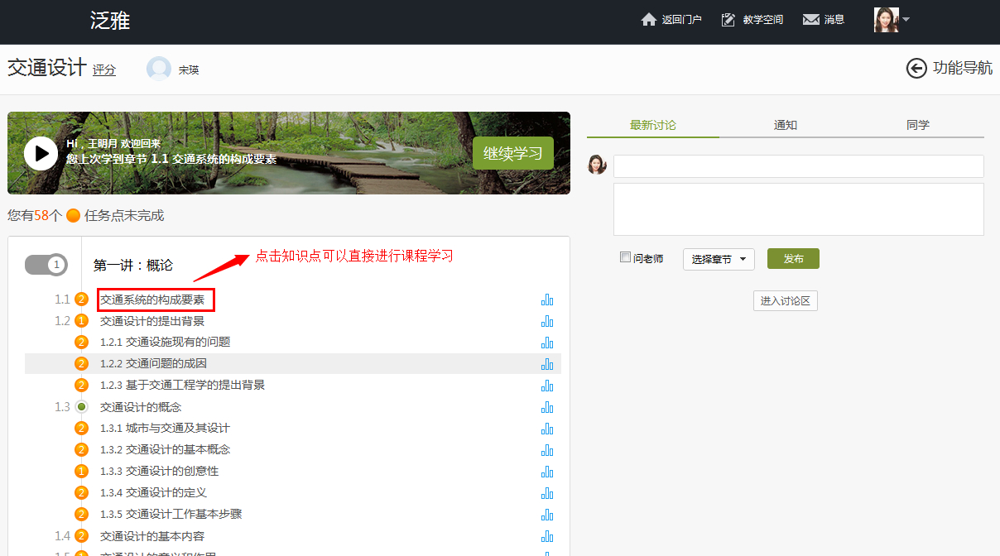 泛雅
返回门户
教学空间
消息
交通设计 评分
宋瑛
功能导航
Hi，王明月 欢迎回来
您上次学到章节 1.1 交通系统的构成要素
继续学习
您有58个 任务点未完成
最新讨论
通知
同学
问老师
选择章节
发布
进入讨论区
1
第一讲：概论
点击知识点可以直接进行课程学习
1.1 2 交通系统的构成要素
1.2 1 交通设计的提出背景
2 1.2.1 交通设施现有的问题
2 1.2.2 交通问题的成因
2 1.2.3 基于交通工程学的提出背景
1.3 交通设计的概念
2 1.3.1 城市与交通及其设计
2 1.3.2 交通设计的基本概念
1 1.3.3 交通设计的创意性
2 1.3.4 交通设计的定义
2 1.3.5 交通设计工作基本步骤
1.4 2 交通设计的基本内容
1.5 1 交通设计的意义和作用